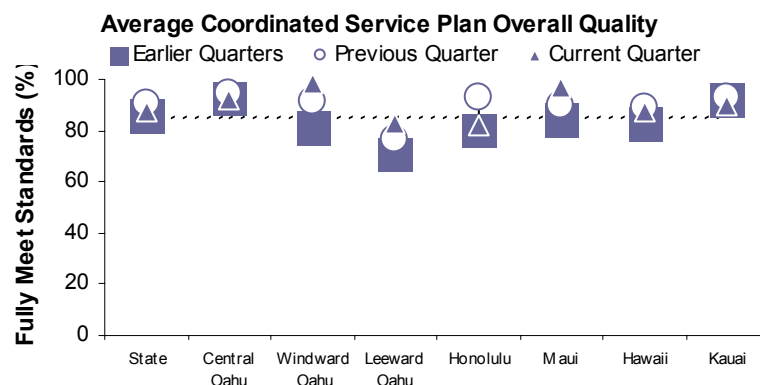 Average Coordinated Service Plan Overall Quality
Earlier Quarters Previous Quarter Current Quarter
Fully Meet Standards (%)
100
80
60
40
20
0
State Central Oahu Windward Oahu Leeward Oahu Honolulu Maui Hawaii Kauai